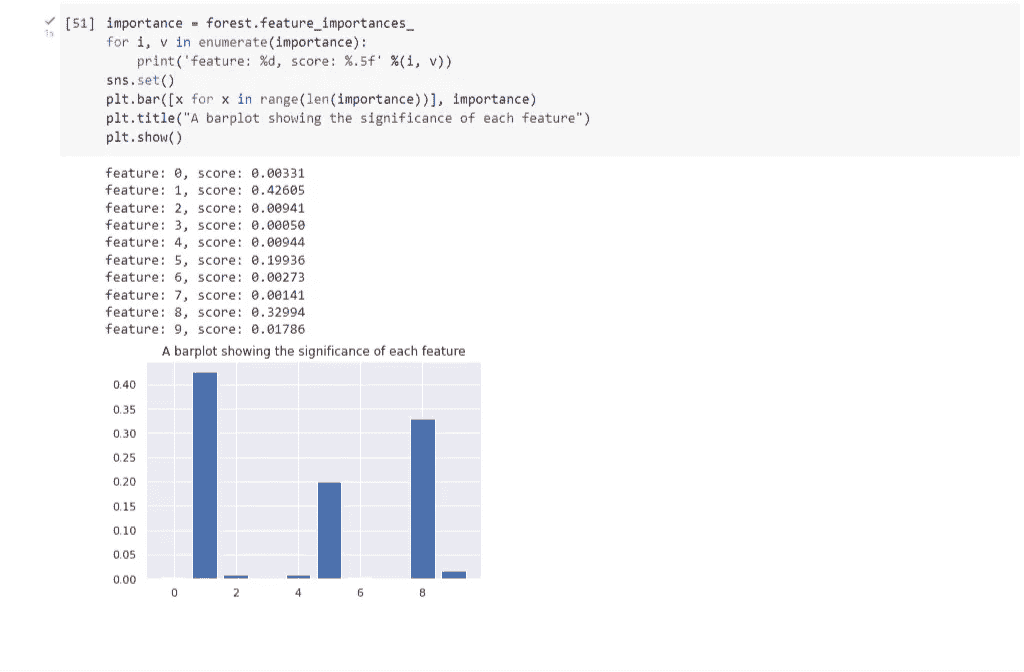 [51] importance = forest.feature_importances_
for i, v in enumerate(importance):
print('feature: %d, score: %.5f' %(i, v))
1s
sns.set()
plt.bar([x for x in range(len(importance))], importance)
plt.title("A barplot showing the significance of each feature")
plt.show()
feature: 0, score: 0.00331
feature: 1, score: 0.42605
feature: 2, score: 0.00941
feature: 3, score: 0.00050
feature: 4, score: 0.00944
feature: 5, score: 0.19936
feature: 6, score: 0.00273
feature: 7, score: 0.00141
feature: 8, score: 0.32994
feature: 9, score: 0.01786
A barplot showing the significance of each feature
0.40
0.35
0.30
0.25
0.20
0.15
0.10
0.05
0.00
0 2 4 6 8